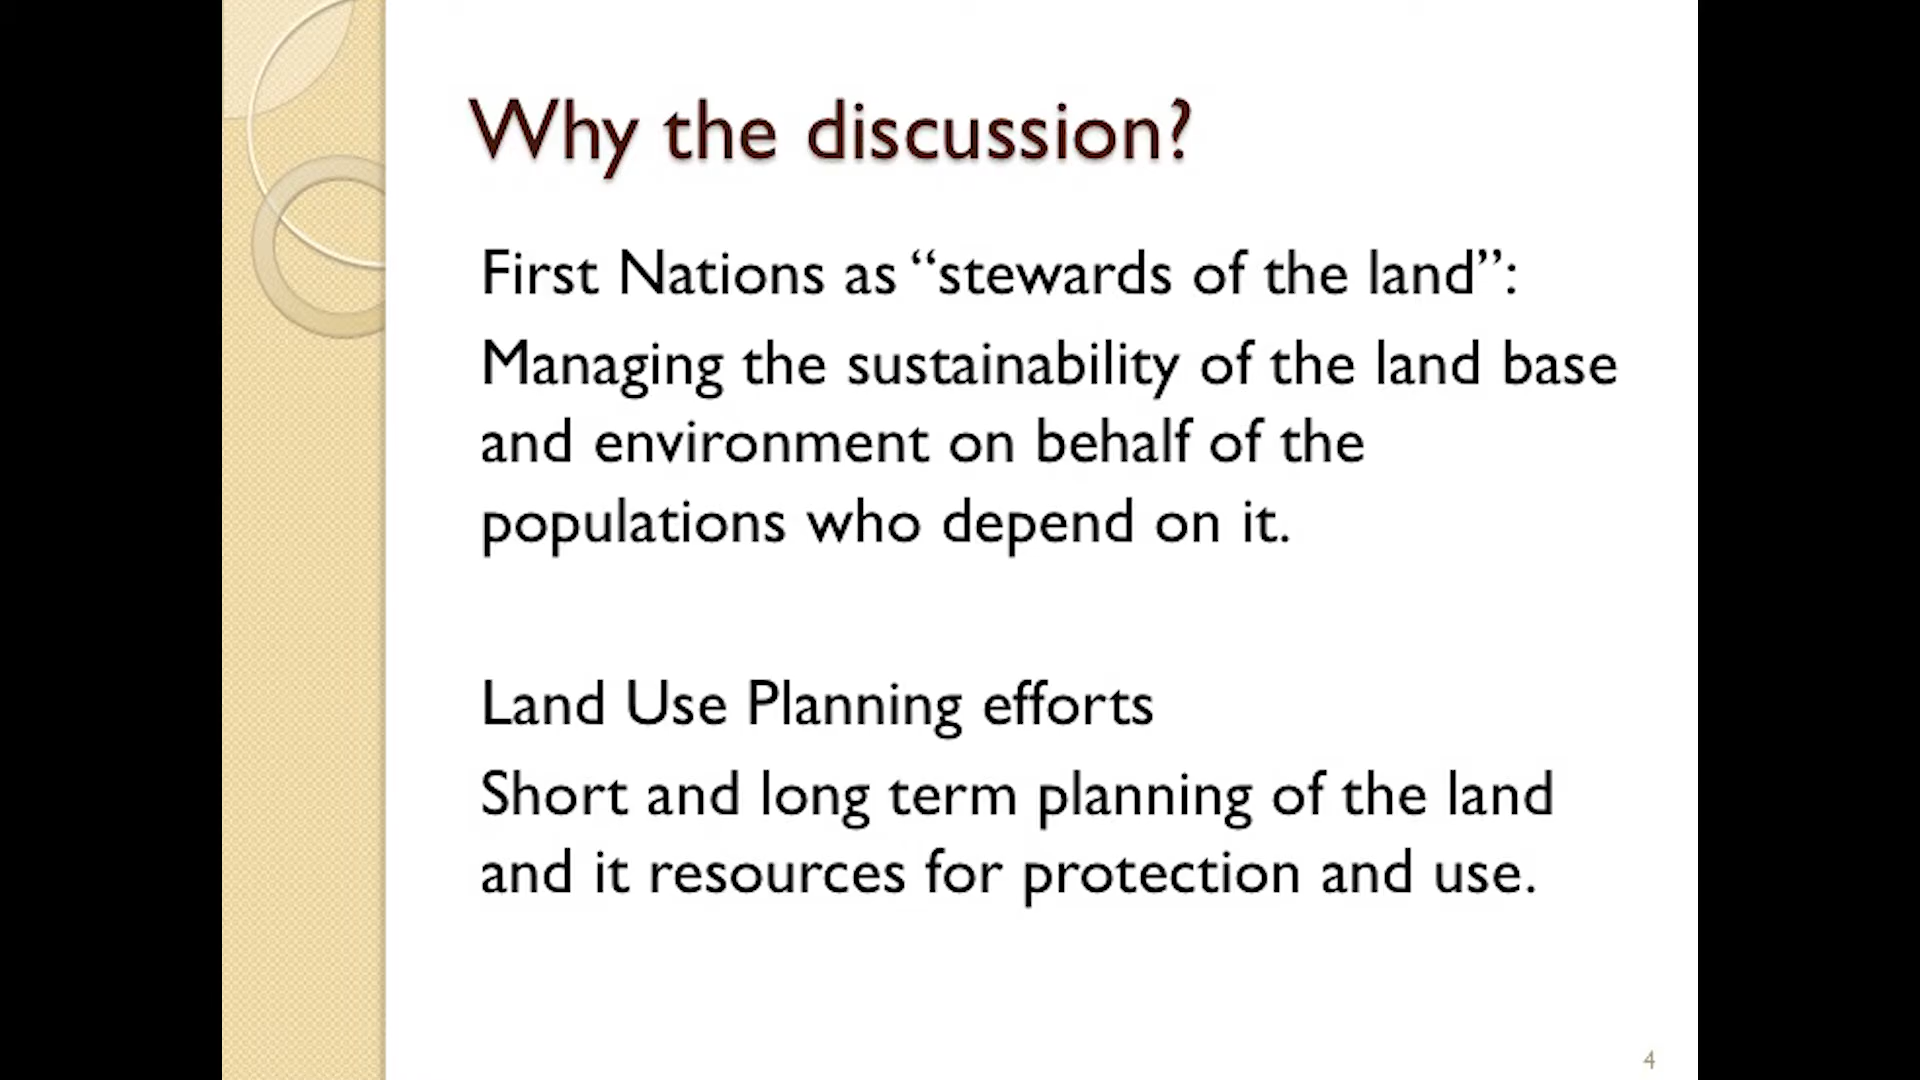 Why the discussion?
First Nations as “stewards of the land”:
Managing the sustainability of the land base
and environment on behalf of the
populations who depend on it.
Land Use Planning efforts
Short and long term planning of the land
and it resources for protection and use.
4